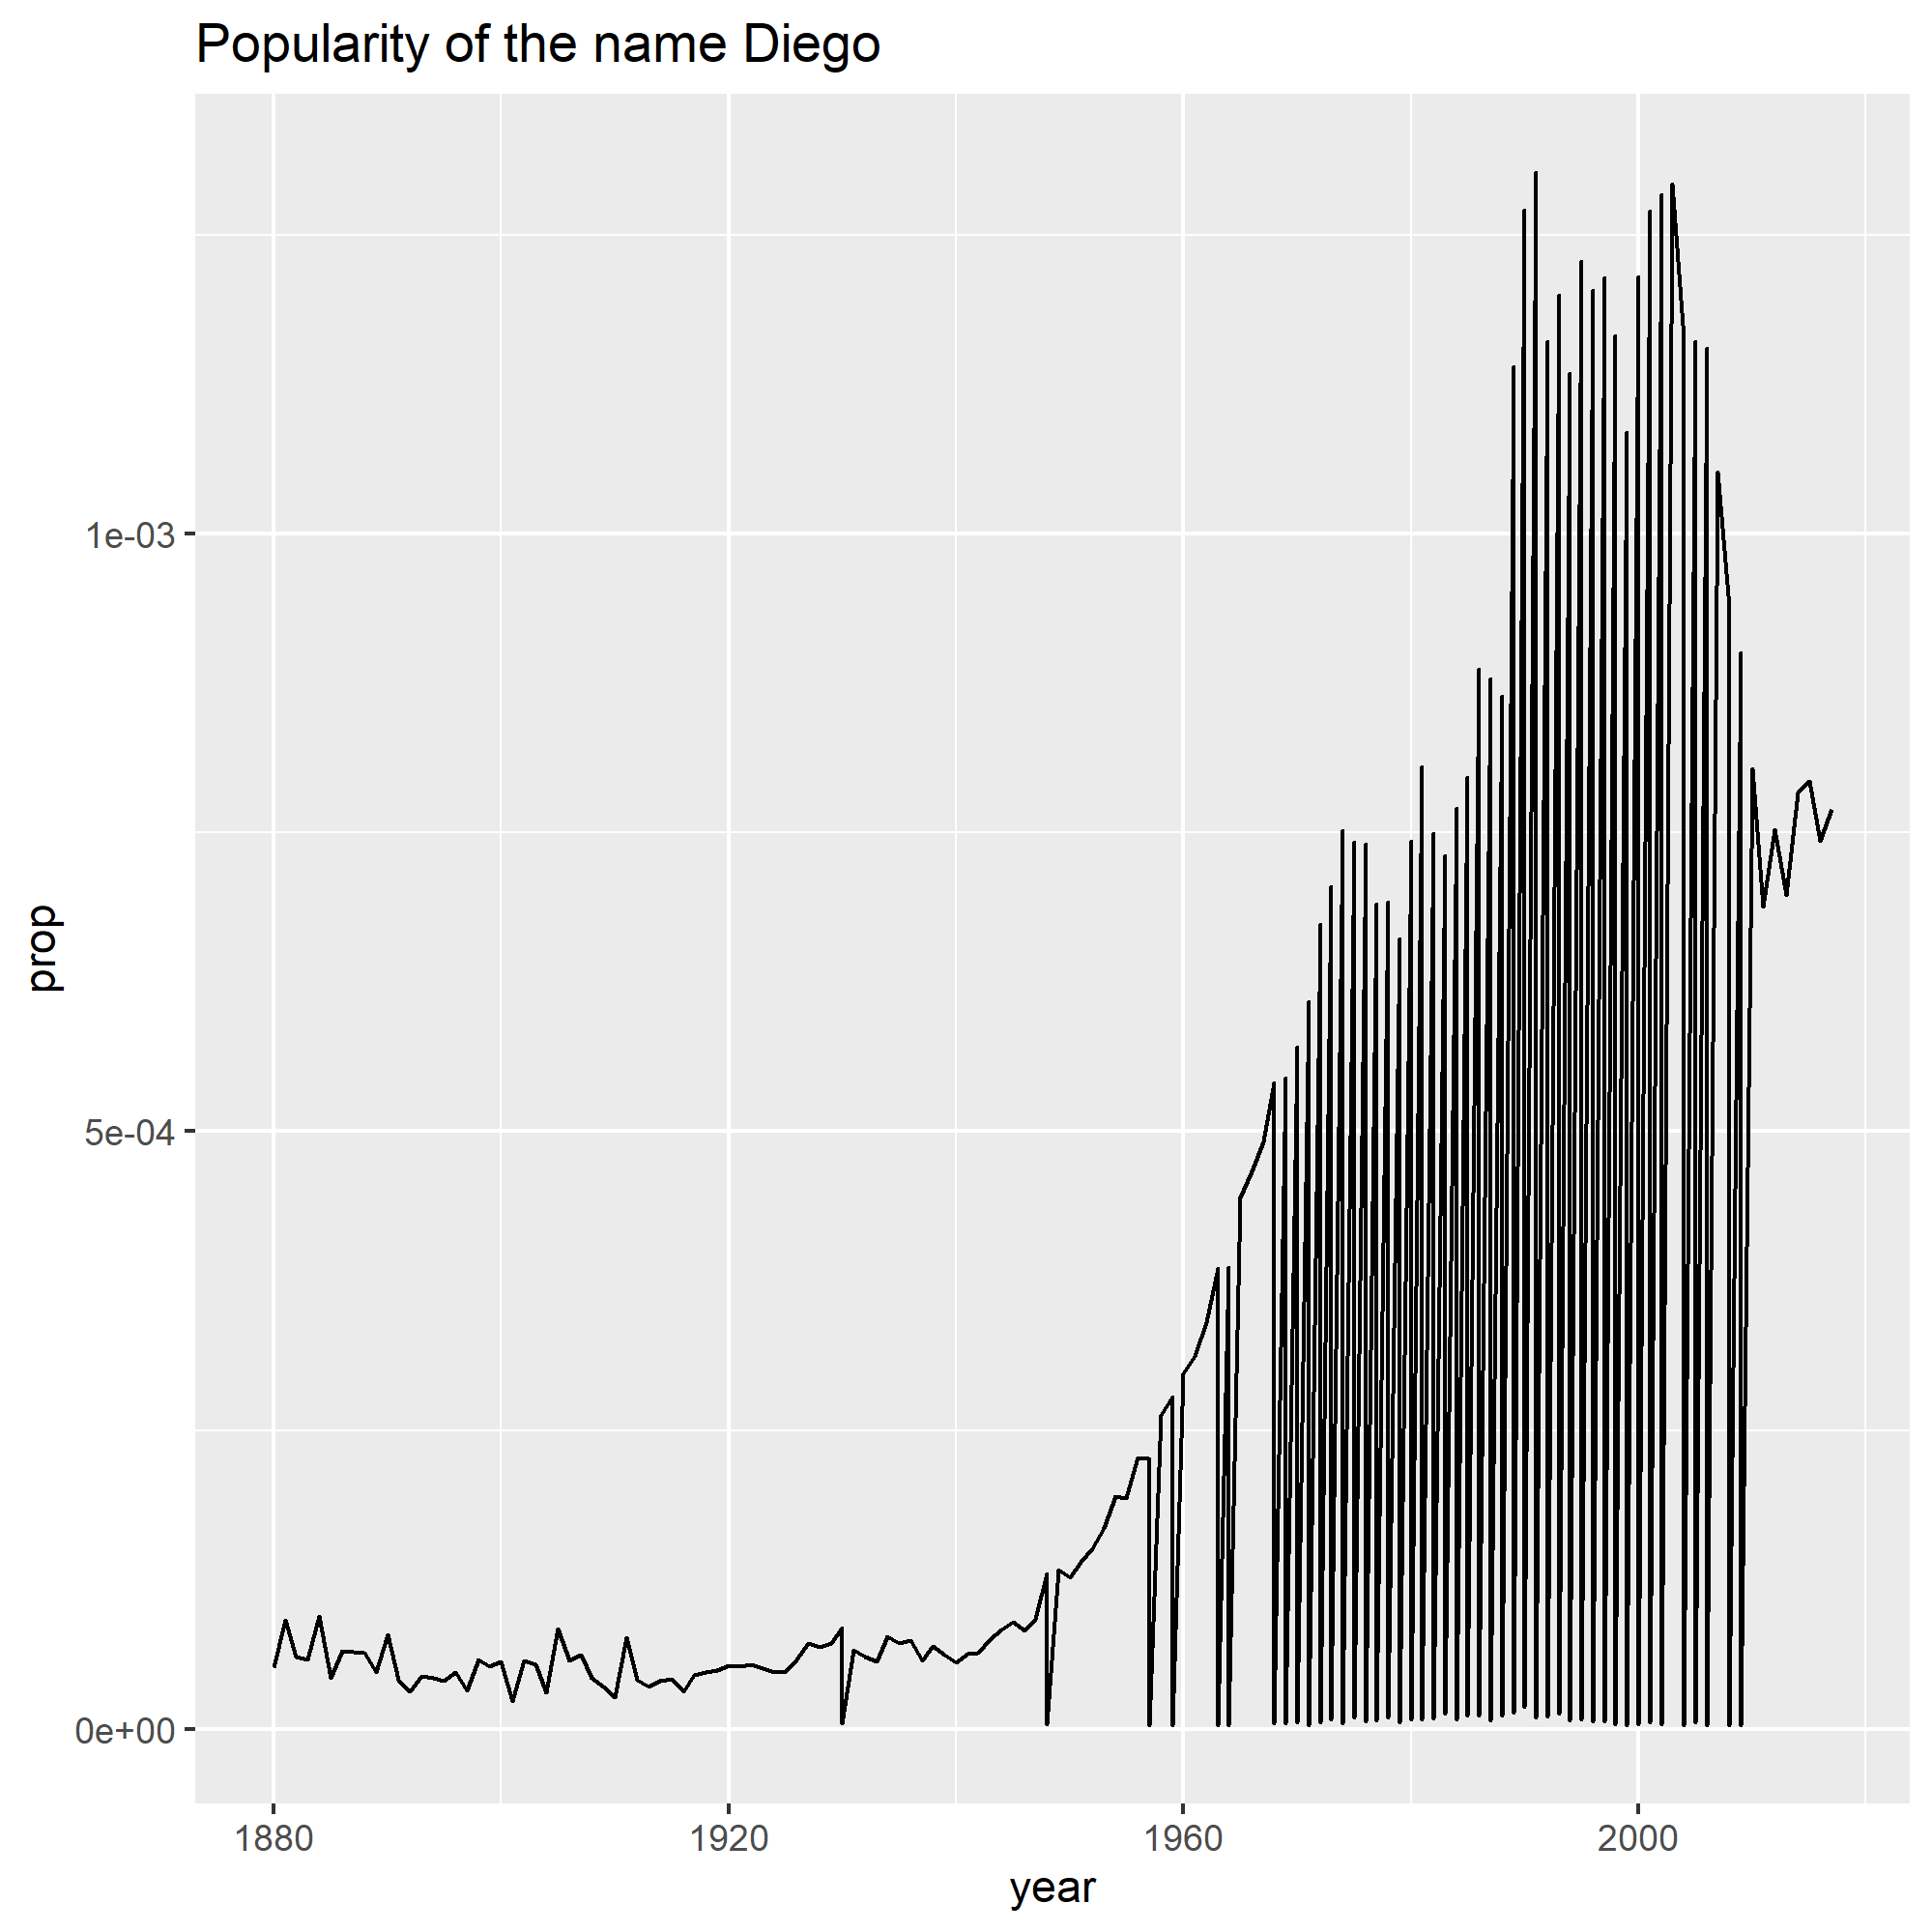 Popularity of the name Diego
1e-03
5e-04
0e+00
prop
1880 1920 1960 2000
year